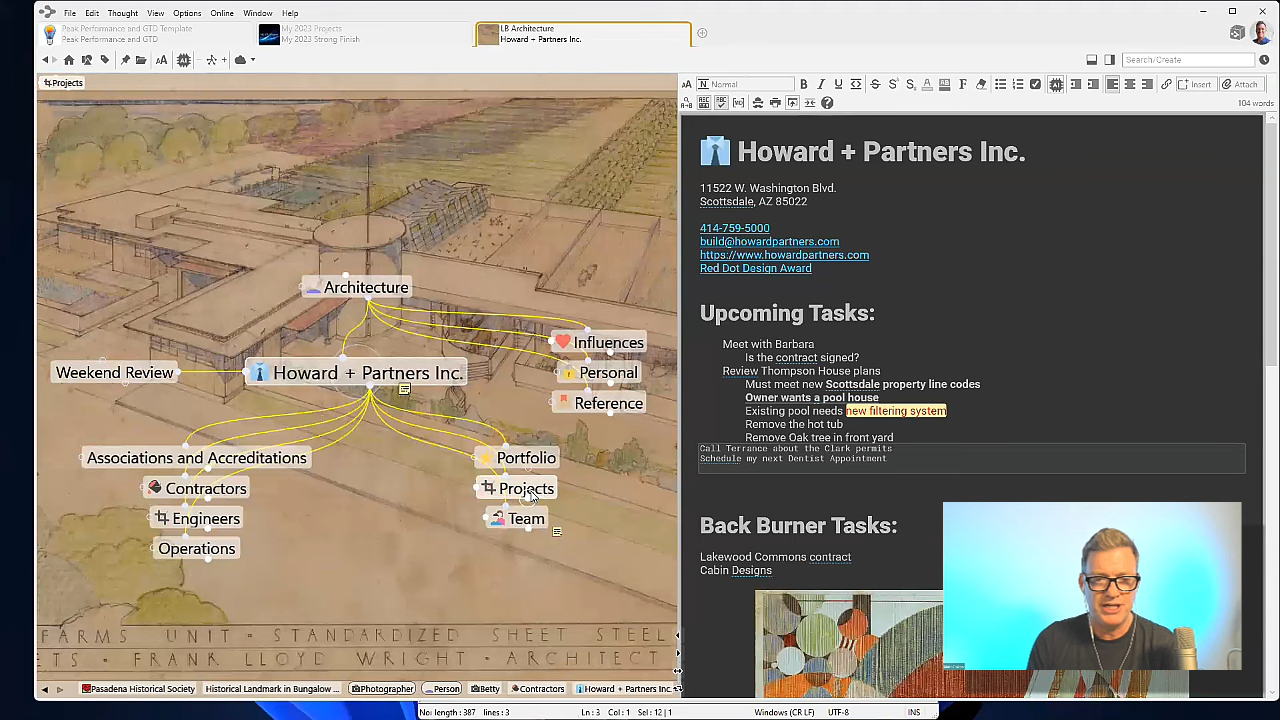 File Edit Thought View Options Online Window Help
Peak Performance and GTD Template
Peak Performance and GTD
My 2023 Projects
My 2023 Strong Finish
LB Architecture
Howard + Partners Inc.
Search/Create
Projects
Normal
Insert
Attach
104 words
Architecture
Influences
Weekend Review
Howard + Partners Inc.
Personal
Reference
Associations and Accreditations
Portfolio
Contractors
Projects
Engineers
Team
Operations
FARMS UNIT · STANDARDIZED SHEET STEEL
ETS · FRANK LLOYD WRIGHT · ARCHITECT
Pasadena Historical Society
Historical Landmark in Bungalow ...
Photographer
Person
Betty
Contractors
Howard + Partners Inc.
Howard + Partners Inc.
11522 W. Washington Blvd.
Scottsdale, AZ 85022
414-759-5000
build@howardpartners.com
https://www.howardpartners.com
Red Dot Design Award
Upcoming Tasks:
Meet with Barbara
Is the contract signed?
Review Thompson House plans
Must meet new Scottsdale property line codes
Owner wants a pool house
Existing pool needs new filtering system
Remove the hot tub
Remove Oak tree in front yard
Call Terrance about the Clark permits
Schedule my next Dentist Appointment
Back Burner Tasks:
Lakewood Commons contract
Cabin Designs
length : 387 lines : 3
Ln : 3 Col : 1 Sel : 12 | 1
Windows (CR LF)
UTF-8
INS